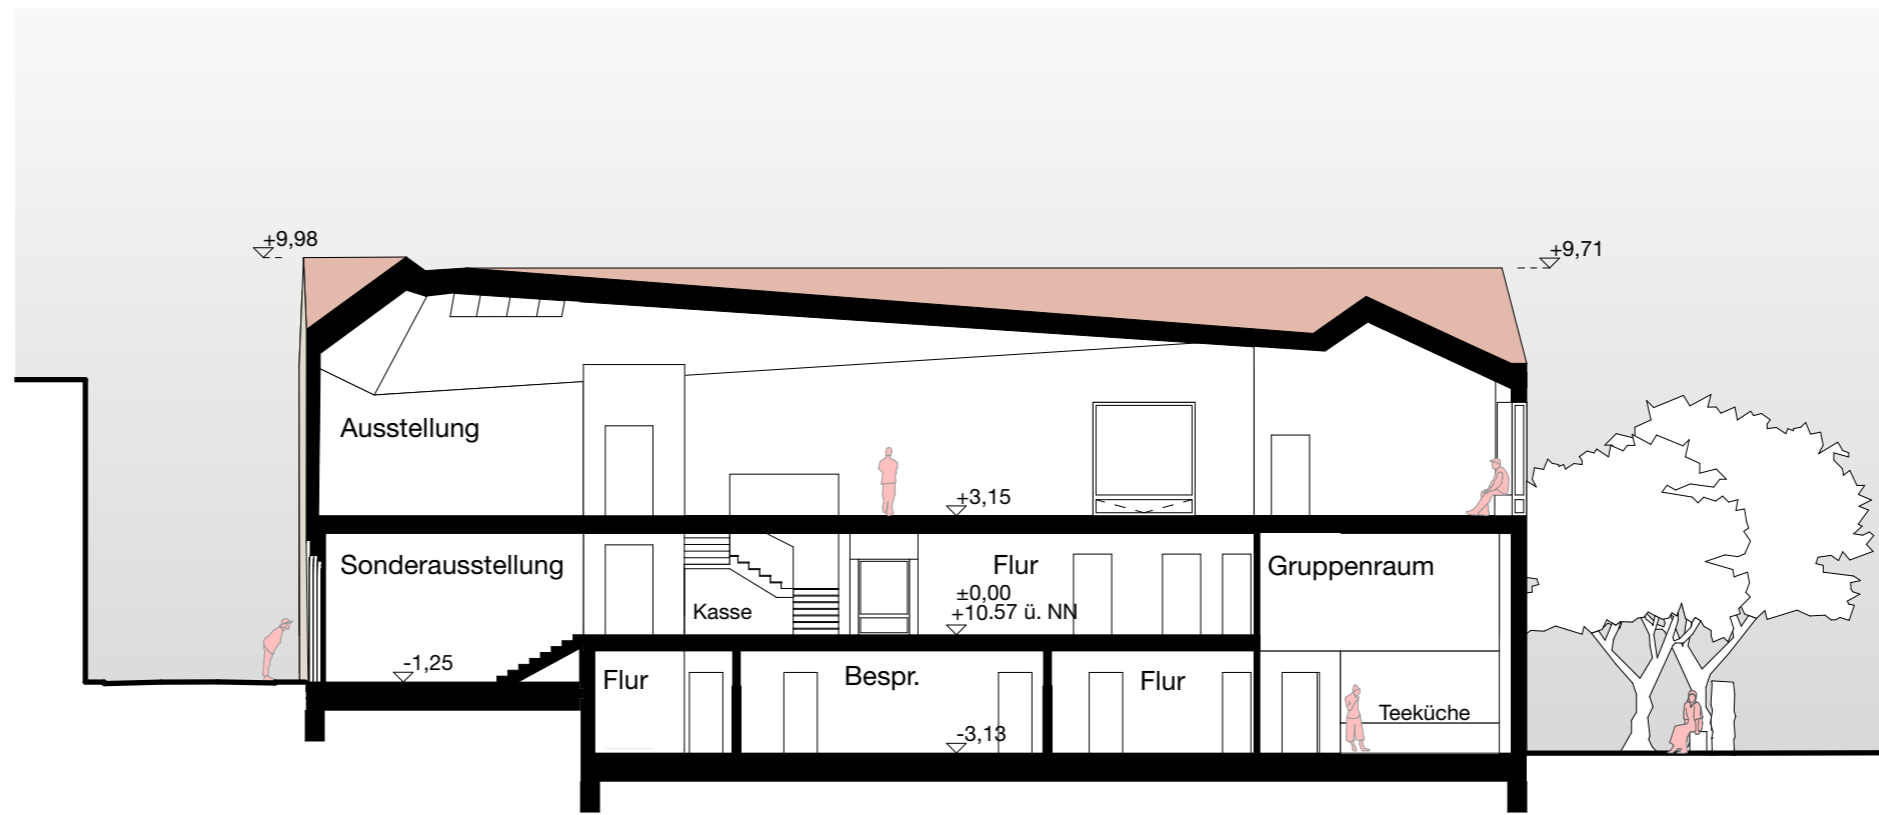 +9,98
+9,71
Ausstellung
+3,15
Sonderausstellung
Flur
Gruppenraum
±0,00
Kasse
+10.57 ü. NN
-1,25
Flur
Bespr.
Flur
Teeküche
-3,13